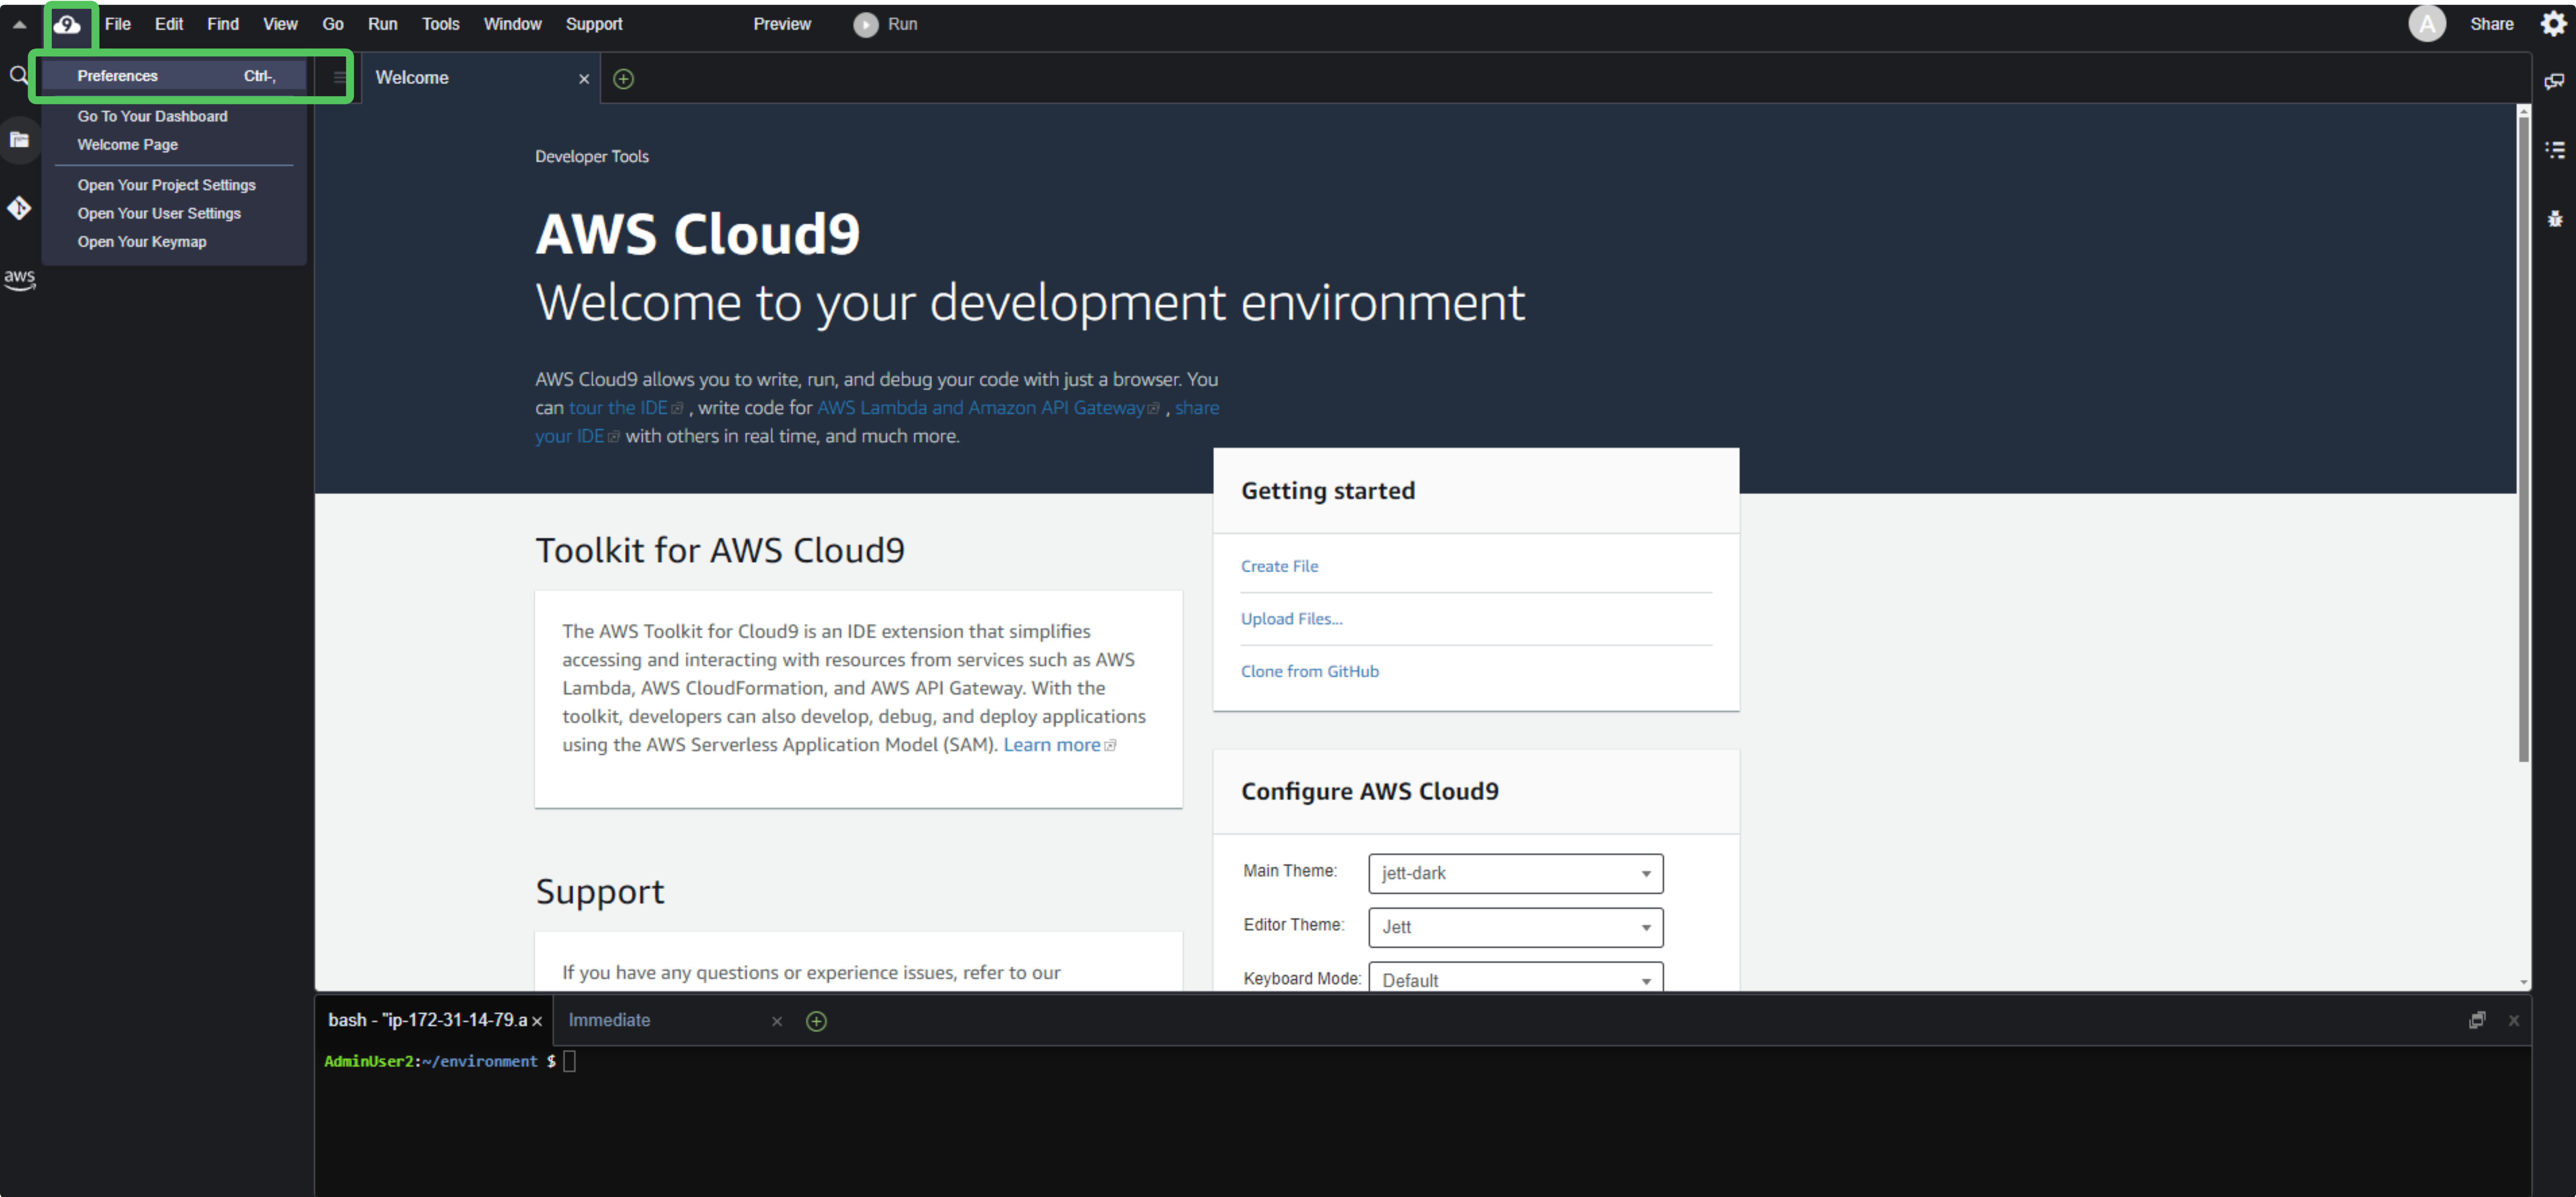 File Edit Find View Go Run Tools Window Support Preview Run A Share
Preferences Ctrl-,
Go To Your Dashboard
Welcome Page
Open Your Project Settings
Open Your User Settings
Open Your Keymap
aws
Welcome
Developer Tools
AWS Cloud9
Welcome to your development environment
AWS Cloud9 allows you to write, run, and debug your code with just a browser. You
can tour the IDE , write code for AWS Lambda and Amazon API Gateway , share
your IDE with others in real time, and much more.
Toolkit for AWS Cloud9
The AWS Toolkit for Cloud9 is an IDE extension that simplifies
accessing and interacting with resources from services such as AWS
Lambda, AWS CloudFormation, and AWS API Gateway. With the
toolkit, developers can also develop, debug, and deploy applications
using the AWS Serverless Application Model (SAM). Learn more
Support
If you have any questions or experience issues, refer to our
Getting started
Create File
Upload Files...
Clone from GitHub
Configure AWS Cloud9
Main Theme: jett-dark
Editor Theme: Jett
Keyboard Mode: Default
bash - "ip-172-31-14-79.a Immediate
AdminUser2:~/environment $